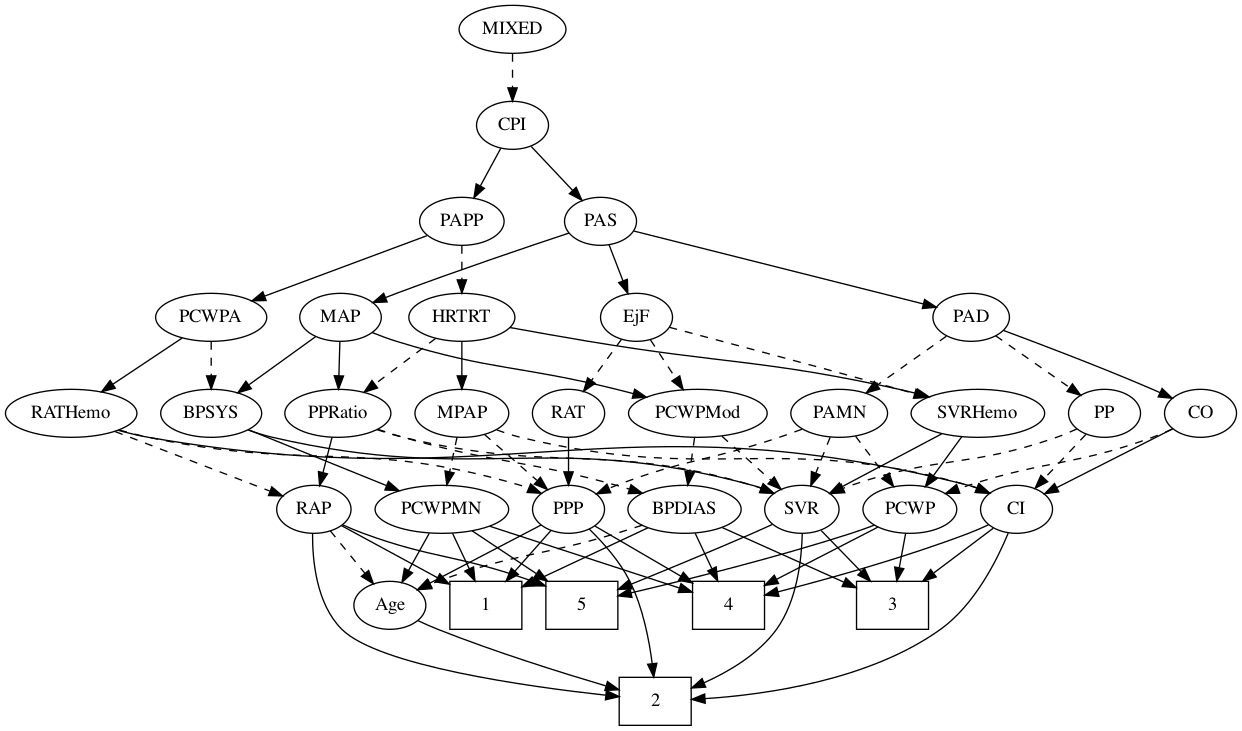 MIXED
CPI
PAPP PAS
PCWPA MAP HRTRT EjF PAD
RATHemo BPSYS PPRatio MPAP RAT PCWPMod PAMN SVRHemo PP CO
RAP PCWPMN PPP BPDIAS SVR PCWP CI
Age 1 5 4 3
2